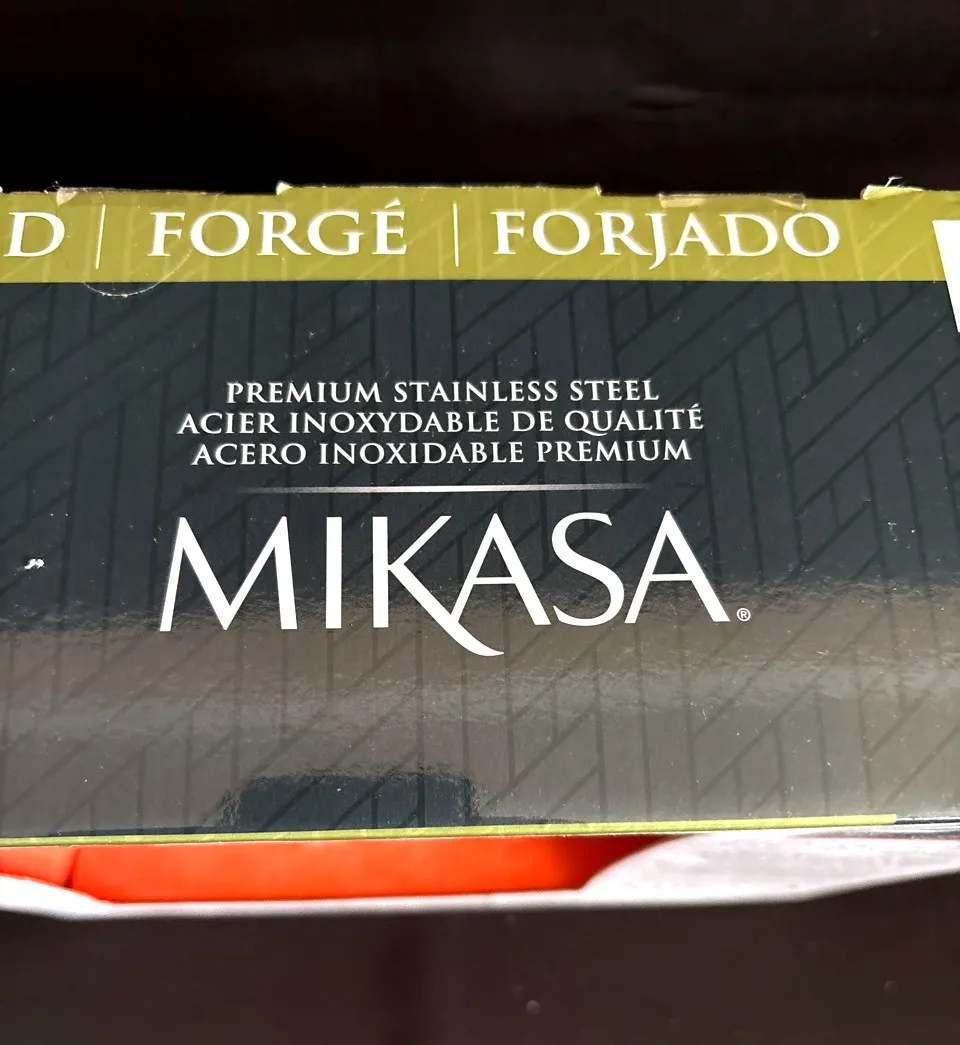 D | FORGÉ | FORJADO
PREMIUM STAINLESS STEEL
ACIER INOXYDABLE DE QUALITÉ
ACERO INOXIDABLE PREMIUM
MIKASA®